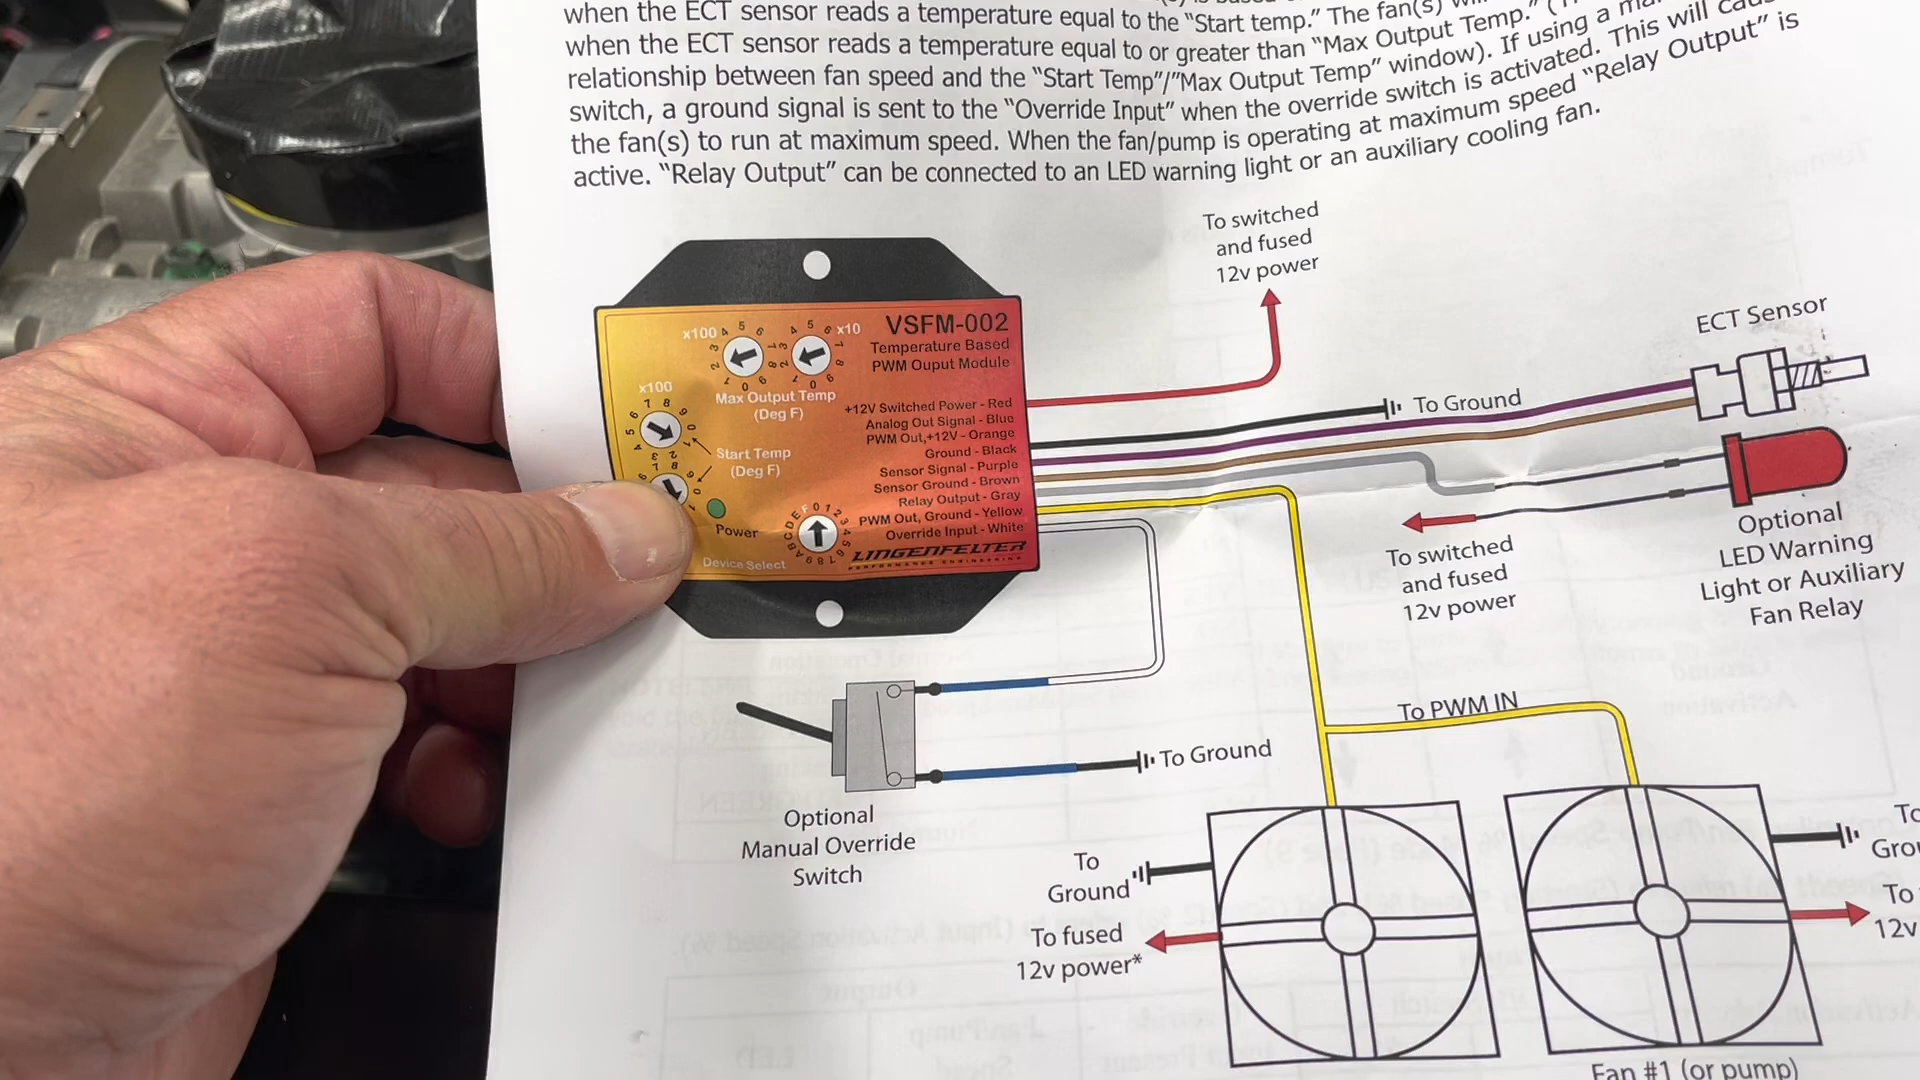 when the ECT sensor reads a temperature equal to the “Start temp.” The fan(s)
when the ECT sensor reads a temperature equal to or greater than “Max Output Temp.”
relationship between fan speed and the “Start Temp”/”Max Output Temp” window). If using a
switch, a ground signal is sent to the “Override Input” when the override switch is activated. This will
the fan(s) to run at maximum speed. When the fan/pump is operating at maximum speed “Relay Output” is
active. “Relay Output” can be connected to an LED warning light or an auxiliary cooling fan.
To switched
and fused
12v power
x100
x10
VSFM-002
Temperature Based
PWM Ouput Module
Max Output Temp
(Deg F)
x100
Start Temp
(Deg F)
+12V Switched Power - Red
Analog Out Signal - Blue
PWM Out,+12V - Orange
Ground - Black
Sensor Signal - Purple
Sensor Ground - Brown
Relay Output - Gray
PWM Out, Ground - Yellow
Override Input - White
LINGENFELTER
PERFORMANCE ENGINEERING
Power
Device Select
ECT Sensor
To Ground
To switched
and fused
12v power
Optional
LED Warning
Light or Auxiliary
Fan Relay
To PWM IN
To Ground
Optional
Manual Override
Switch
To
Ground
To fused
12v power*
To
12v
Fan #1 (or pump)